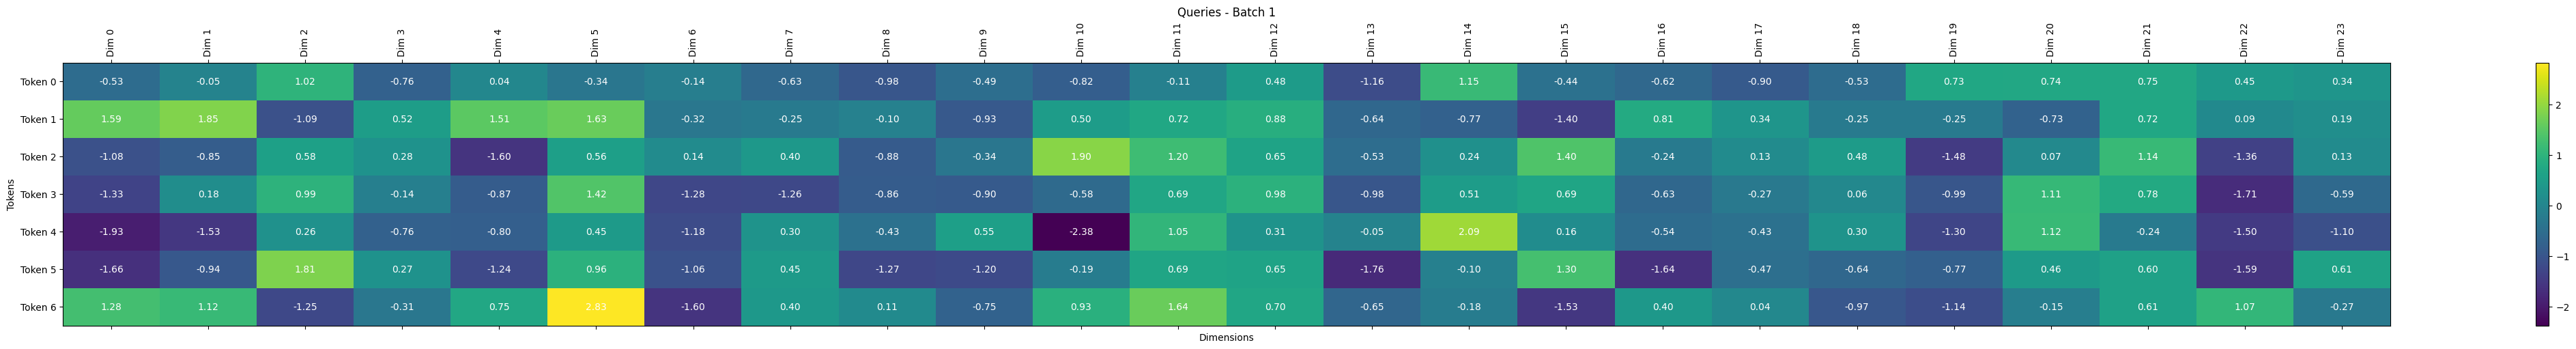 Queries - Batch 1
Dim 0 Dim 1 Dim 2 Dim 3 Dim 4 Dim 5 Dim 6 Dim 7 Dim 8 Dim 9 Dim 10 Dim 11 Dim 12 Dim 13 Dim 14 Dim 15 Dim 16 Dim 17 Dim 18 Dim 19 Dim 20 Dim 21 Dim 22 Dim 23
Token 0 -0.53 -0.05 1.02 -0.76 0.04 -0.34 -0.14 -0.63 -0.98 -0.49 -0.82 -0.11 0.48 -1.16 1.15 -0.44 -0.62 -0.90 -0.53 0.73 0.74 0.75 0.45 0.34
Token 1 1.59 1.85 -1.09 0.52 1.51 1.63 -0.32 -0.25 -0.10 -0.93 0.50 0.72 0.88 -0.64 -0.77 -1.40 0.81 0.34 -0.25 -0.25 -0.73 0.72 0.09 0.19
Token 2 -1.08 -0.85 0.58 0.28 -1.60 0.56 0.14 0.40 -0.88 -0.34 1.90 1.20 0.65 -0.53 0.24 1.40 -0.24 0.13 0.48 -1.48 0.07 1.14 -1.36 0.13
Token 3 -1.33 0.18 0.99 -0.14 -0.87 1.42 -1.28 -1.26 -0.86 -0.90 -0.58 0.69 0.98 -0.98 0.51 0.69 -0.63 -0.27 0.06 -0.99 1.11 0.78 -1.71 -0.59
Token 4 -1.93 -1.53 0.26 -0.76 -0.80 0.45 -1.18 0.30 -0.43 0.55 -2.38 1.05 0.31 -0.05 2.09 0.16 -0.54 -0.43 0.30 -1.30 1.12 -0.24 -1.50 -1.10
Token 5 -1.66 -0.94 1.81 0.27 -1.24 0.96 -1.06 0.45 -1.27 -1.20 -0.19 0.69 0.65 -1.76 -0.10 1.30 -1.64 -0.47 -0.64 -0.77 0.46 0.60 -1.59 0.61
Token 6 1.28 1.12 -1.25 -0.31 0.75 2.83 -1.60 0.40 0.11 -0.75 0.93 1.64 0.70 -0.65 -0.18 -1.53 0.40 0.04 -0.97 -1.14 -0.15 0.61 1.07 -0.27
Tokens
Dimensions
2
1
0
−1
−2